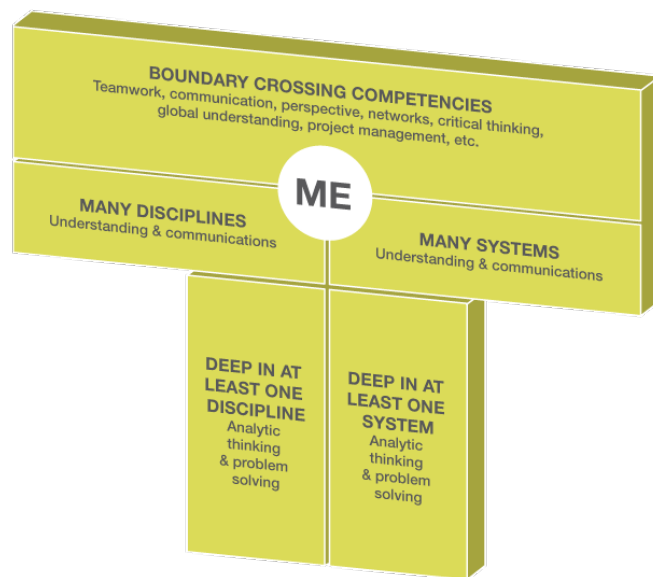 BOUNDARY CROSSING COMPETENCIES
Teamwork, communication, perspective, networks, critical thinking,
global understanding, project management, etc.
ME
MANY DISCIPLINES
Understanding & communications
MANY SYSTEMS
Understanding & communications
DEEP IN AT
LEAST ONE
DISCIPLINE
Analytic
thinking
& problem
solving
DEEP IN AT
LEAST ONE
SYSTEM
Analytic
thinking
& problem
solving